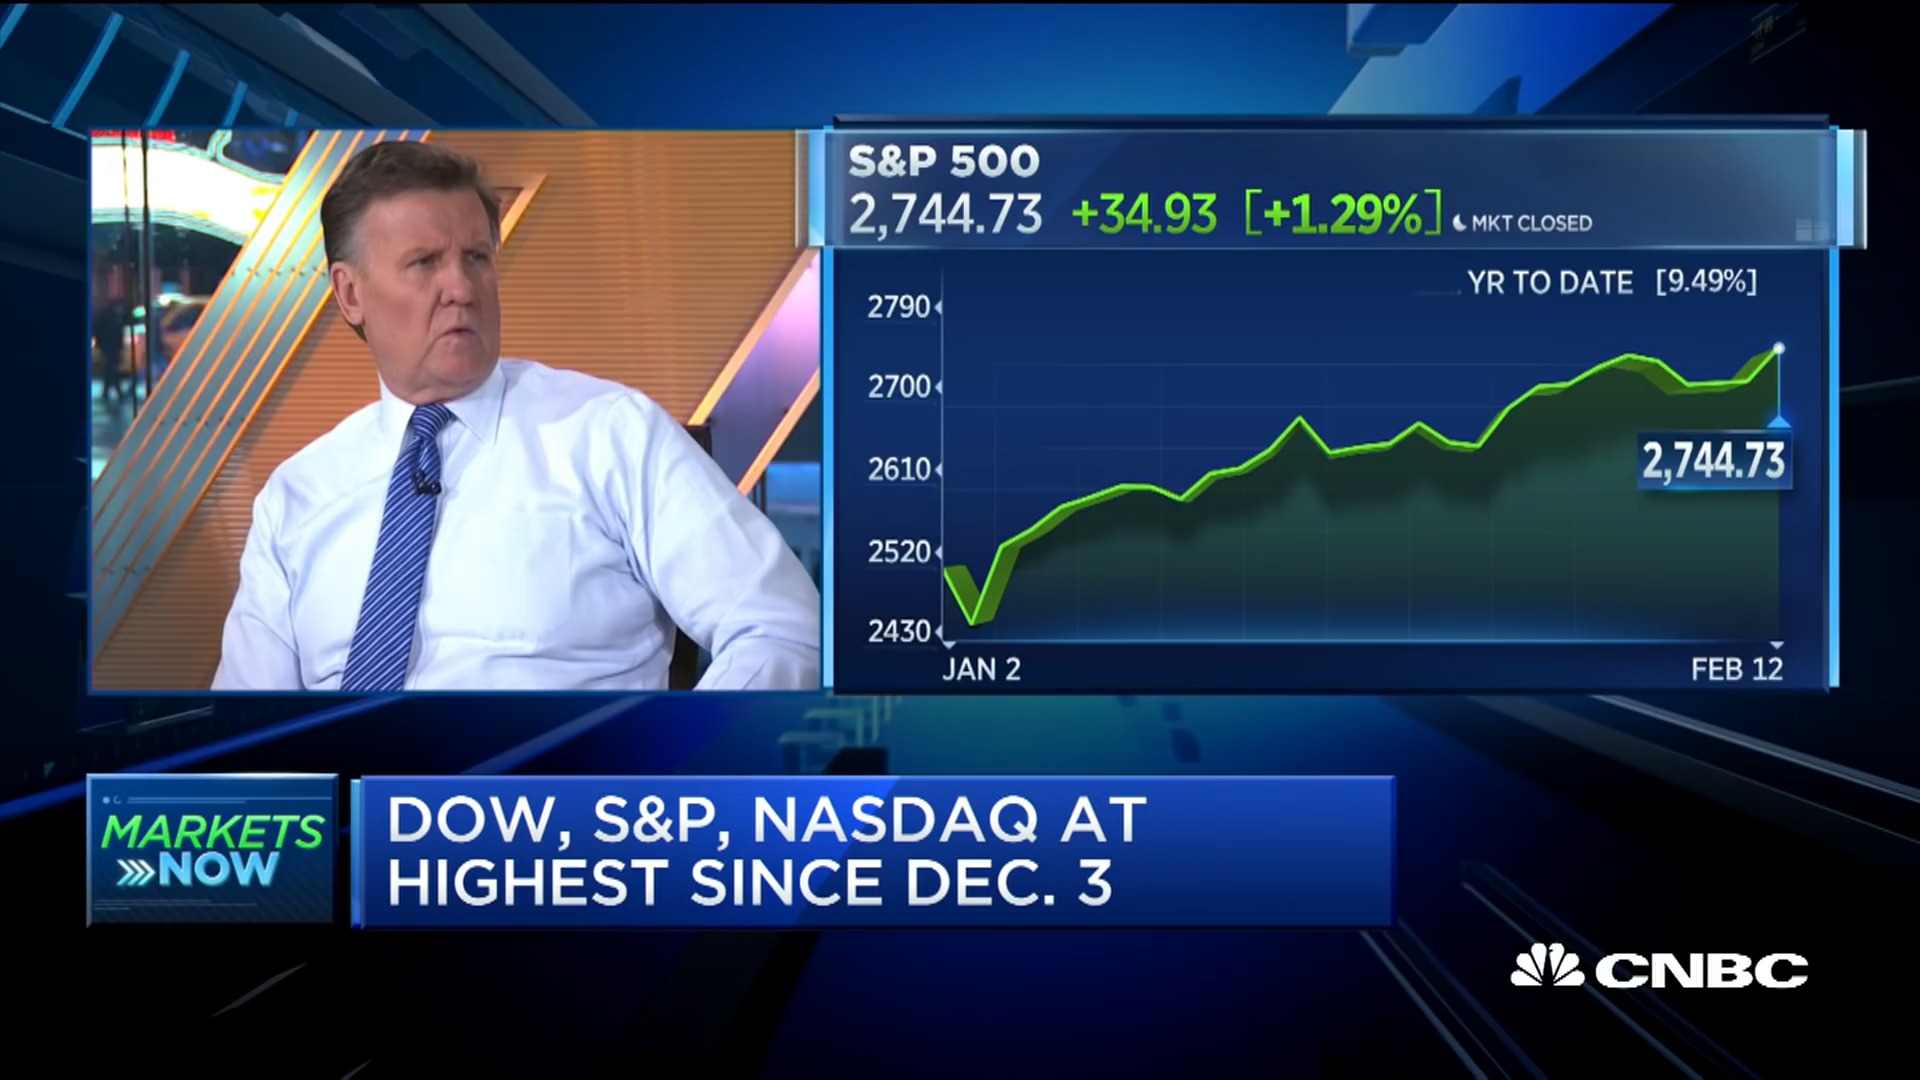 S&P 500
2,744.73 +34.93 [+1.29%] MKT CLOSED
YR TO DATE [9.49%]
2790
2700
2610
2520
2430
2,744.73
JAN 2 FEB 12
MARKETS
NOW
DOW, S&P, NASDAQ AT
HIGHEST SINCE DEC. 3
CNBC